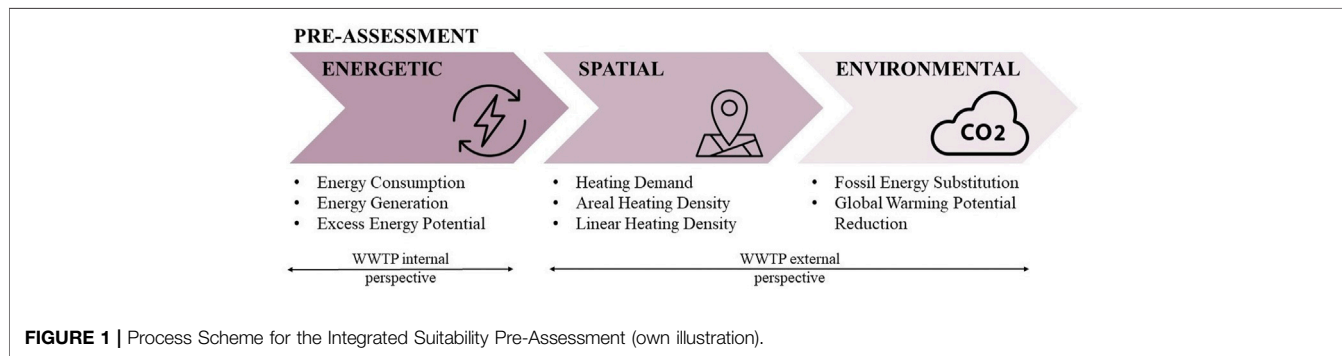 PRE-ASSESSMENT
ENERGETIC
• Energy Consumption
• Energy Generation
• Excess Energy Potential
SPATIAL
• Heating Demand
• Areal Heating Density
• Linear Heating Density
ENVIRONMENTAL
CO2
• Fossil Energy Substitution
• Global Warming Potential
Reduction
WWTP internal
perspective
WWTP external
perspective
FIGURE 1 | Process Scheme for the Integrated Suitability Pre-Assessment (own illustration).